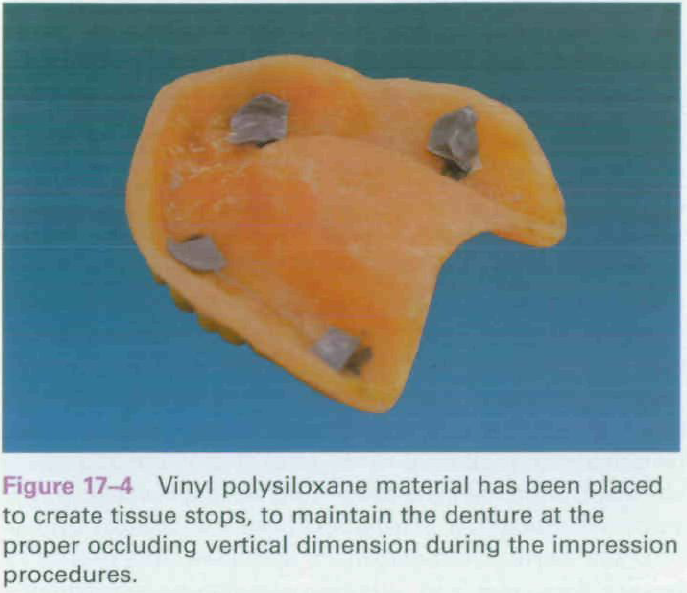 Figure 17–4 Vinyl polysiloxane material has been placed
to create tissue stops, to maintain the denture at the
proper occluding vertical dimension during the impression
procedures.